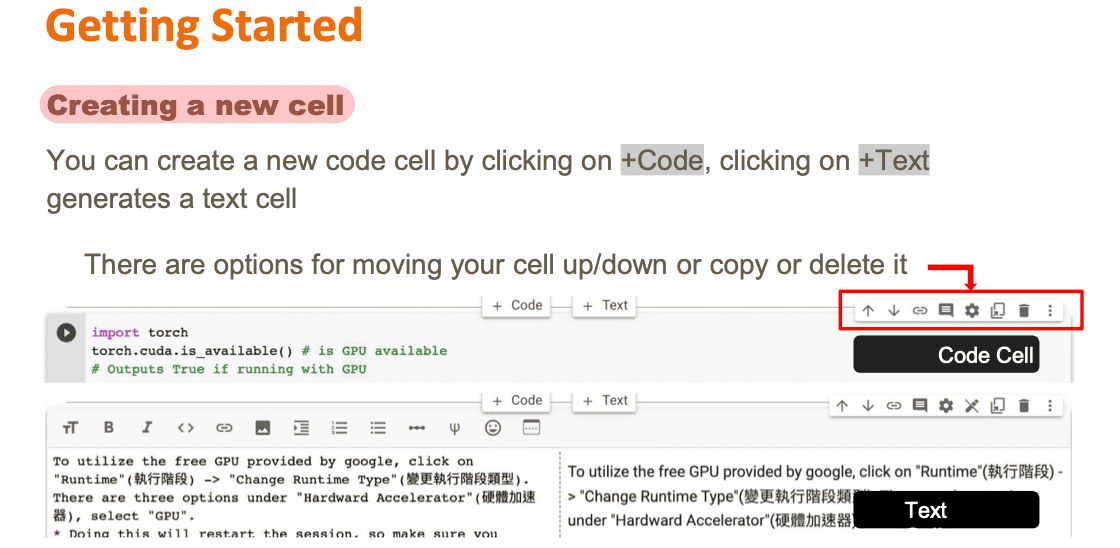 Getting Started
Creating a new cell
You can create a new code cell by clicking on +Code, clicking on +Text
generates a text cell
There are options for moving your cell up/down or copy or delete it
+ Code + Text
import torch
torch.cuda.is_available() # is GPU available
# Outputs True if running with GPU
Code Cell
+ Code + Text
To utilize the free GPU provided by google, click on
"Runtime"(執行階段) -> "Change Runtime Type"(變更執行階段類型).
There are three options under "Hardward Accelerator"(硬體加速
器), select "GPU".
* Doing this will restart the session, so make sure you
To utilize the free GPU provided by google, click on "Runtime"(執行階段) -
> "Change Runtime Type"(變更執行階段類
under "Hardward Accelerator"(硬體加速器)
Text